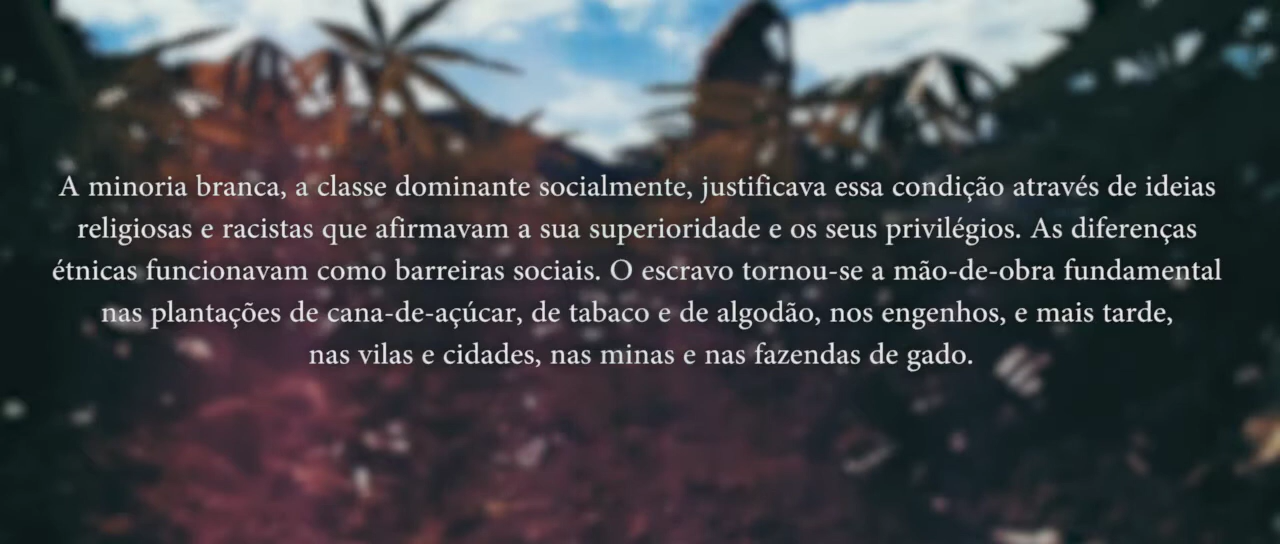 A minoria branca, a classe dominante socialmente, justificava essa condição através de ideias
religiosas e racistas que afirmavam a sua superioridade e os seus privilégios. As diferenças
étnicas funcionavam como barreiras sociais. O escravo tornou-se a mão-de-obra fundamental
nas plantações de cana-de-açúcar, de tabaco e de algodão, nos engenhos, e mais tarde,
nas vilas e cidades, nas minas e nas fazendas de gado.